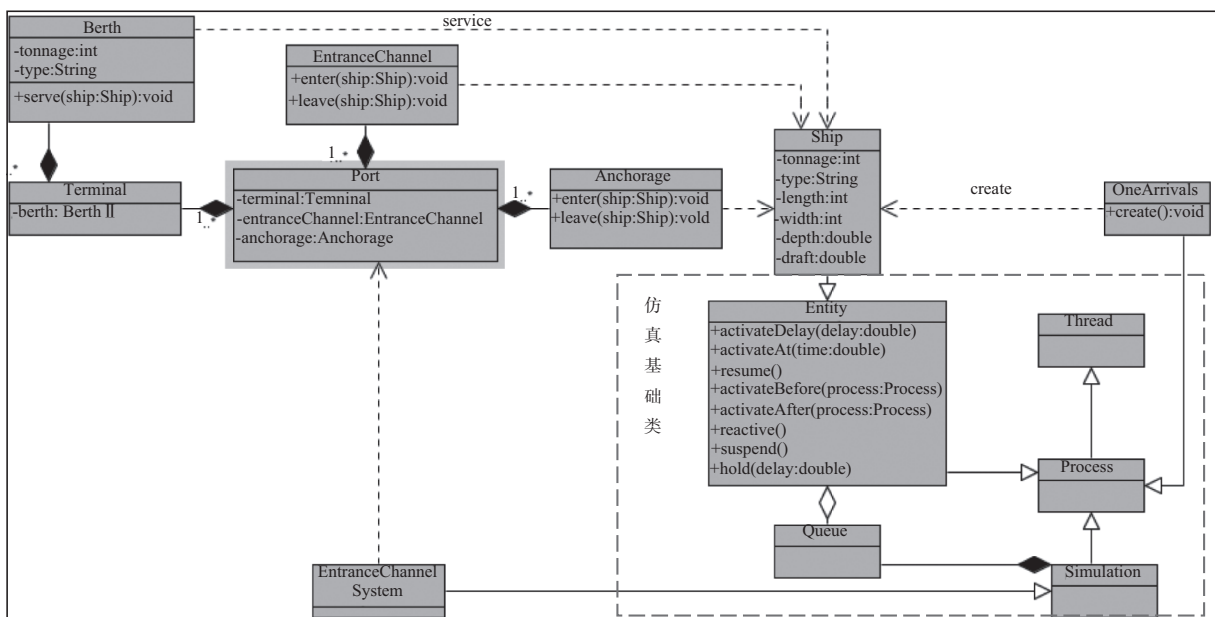 Berth
-tonnage:int
-type:String
+serve(ship:Ship):void
service
EntranceChannel
+enter(ship:Ship):void
+leave(ship:Ship):void
1..*
Terminal
-berth: BerthⅡ
1..*
1..*
Port
-terminal:Temninal
-entranceChannel:EntranceChannel
-anchorage:Anchorage
1..*
Anchorage
+enter(ship:Ship):void
+leave(ship:Ship):vold
Ship
-tonnage:int
-type:String
-length:int
-width:int
-depth:double
-draft:double
create
OneArrivals
+create():void
仿真基础类
Entity
+activateDelay(delay:double)
+activateAt(time:double)
+resume()
+activateBefore(process:Process)
+activateAfter(process:Process)
+reactive()
+suspend()
+hold(delay:double)
Thread
Process
Queue
Simulation
EntranceChannel
System